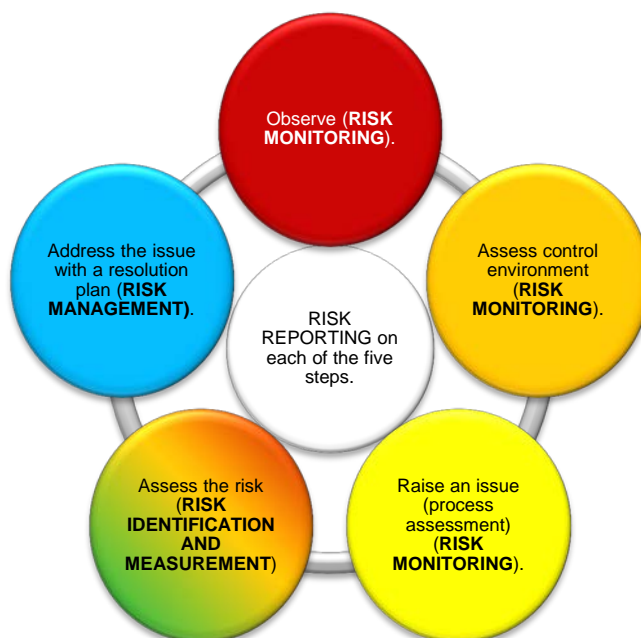 Observe (RISK
MONITORING).
Assess control
environment
(RISK
MONITORING).
Raise an issue
(process
assessment)
(RISK
MONITORING).
Assess the risk
(RISK
IDENTIFICATION
AND
MEASUREMENT)
Address the issue
with a resolution
plan (RISK
MANAGEMENT).
RISK
REPORTING on
each of the five
steps.